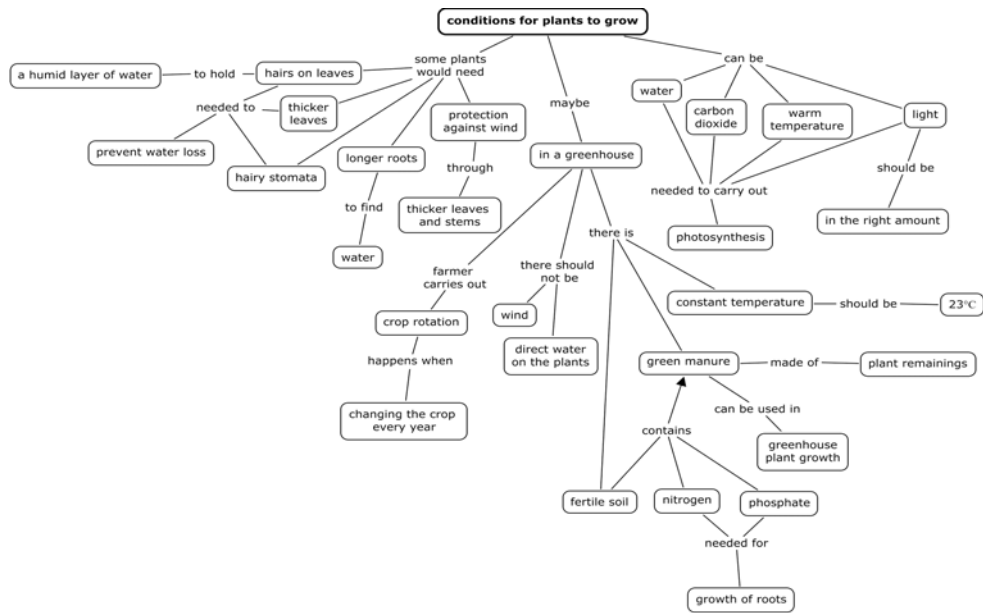 conditions for plants to grow
some plants
would need
can be
a humid layer of water
to hold
hairs on leaves
needed to
thicker
leaves
prevent water loss
hairy stomata
longer roots
to find
water
protection
against wind
through
thicker leaves
and stems
maybe
in a greenhouse
water
carbon
dioxide
warm
temperature
light
needed to carry out
photosynthesis
should be
in the right amount
farmer
carries out
crop rotation
happens when
changing the crop
every year
there should
not be
wind
direct water
on the plants
there is
constant temperature
should be
23°C
green manure
made of
plant remainings
can be used in
greenhouse
plant growth
contains
fertile soil
nitrogen
phosphate
needed for
growth of roots